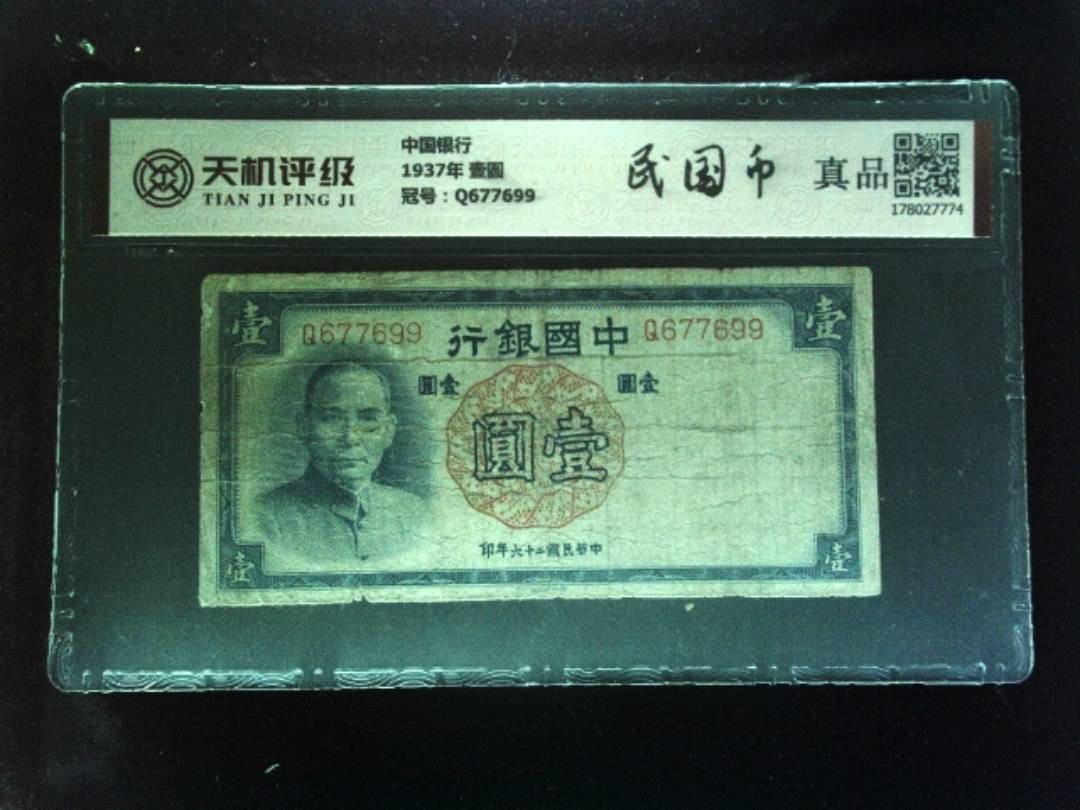 天机评级
TIAN JI PING JI
中国银行
1937年 壹圆
冠号：Q677699
民国币
真品
178027774
壹
Q677699
行銀國中
Q677699
壹
圓壹
圓壹
圓壹
印年六十二國民華中
壹
壹